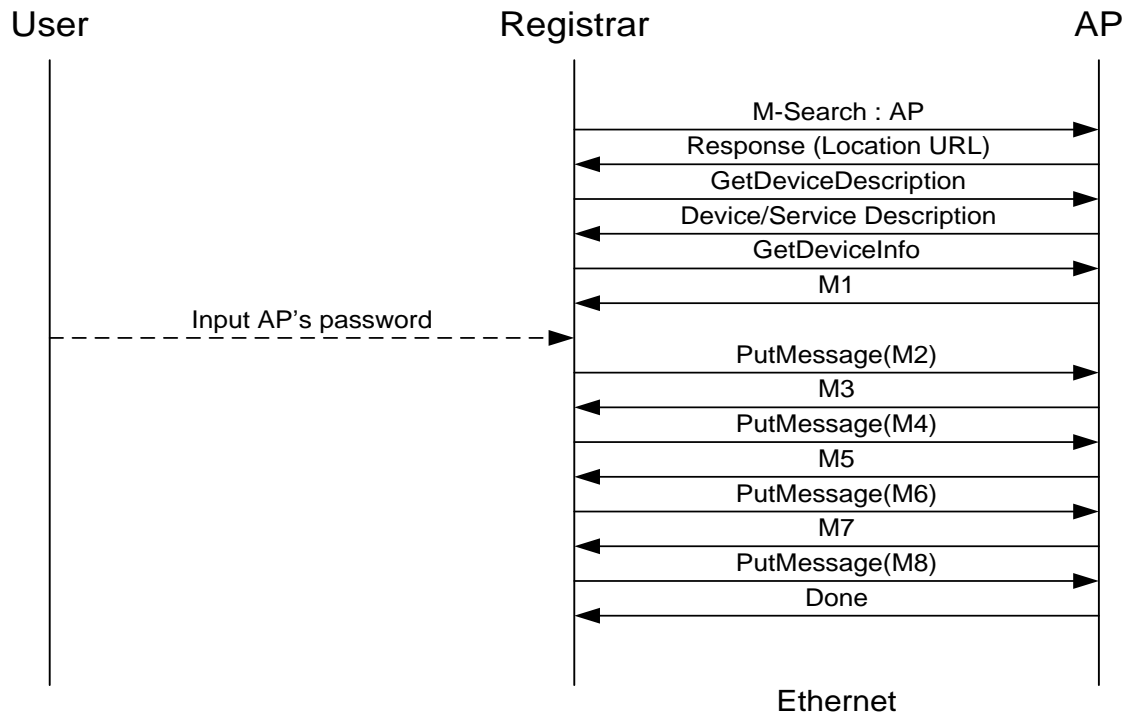 User
Registrar
AP
M-Search : AP
Response (Location URL)
GetDeviceDescription
Device/Service Description
GetDeviceInfo
M1
Input AP's password
PutMessage(M2)
M3
PutMessage(M4)
M5
PutMessage(M6)
M7
PutMessage(M8)
Done
Ethernet